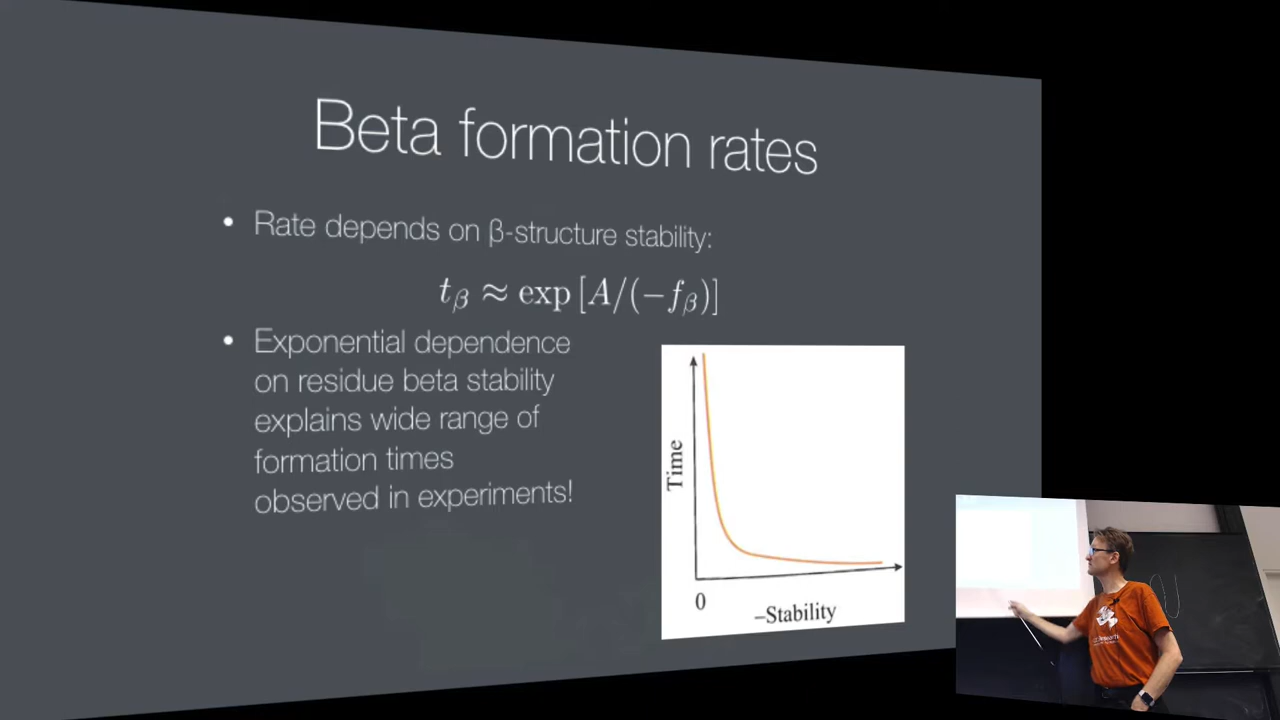 Beta formation rates
• Rate depends on β-structure stability:
t_β ≈ exp [A/(−f_β)]
• Exponential dependence
on residue beta stability
explains wide range of
formation times
observed in experiments!
Time
0
–Stability